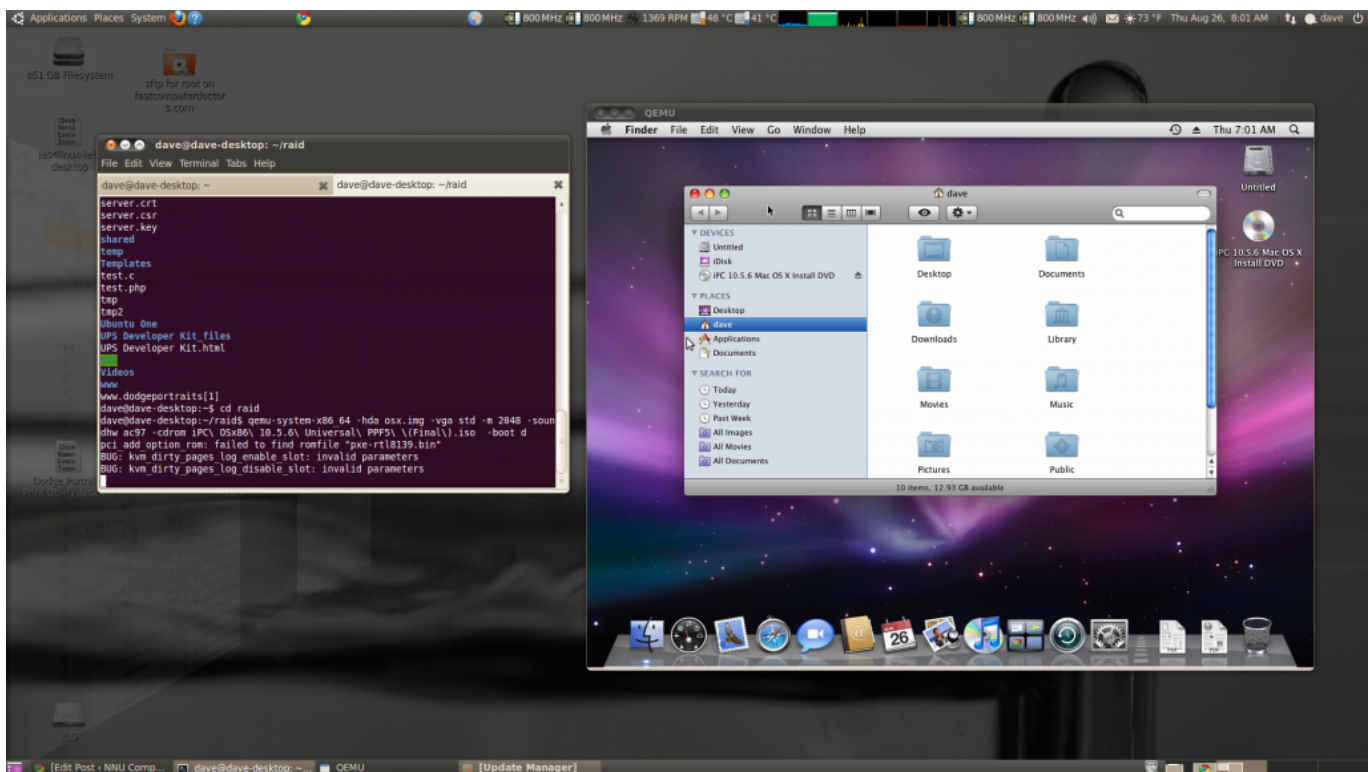 Applications Places System
800 MHz 800 MHz 1369 RPM 48 °C 41 °C 800 MHz 800 MHz 73 °F Thu Aug 26, 8:01 AM dave
851 GB Filesystem
sftp for root on
fastcomputerdoctor
s.com
desktop
dave@dave-desktop: ~/raid
File Edit View Terminal Tabs Help
dave@dave-desktop: ~
dave@dave-desktop: ~/raid
server.crt
server.csr
server.key
shared
temp
Templates
test.c
test.php
tmp
tmp2
Ubuntu One
UPS Developer Kit_files
UPS Developer Kit.html
Videos
www
www.dodgeportraits[1]
dave@dave-desktop:~$ cd raid
dave@dave-desktop:~/raid$ qemu-system-x86_64 -hda osx.img -vga std -m 2048 -soun
dhw ac97 -cdrom iPC\ OSx86\ 10.5.6\ Universal\ PPF5\ \(Final\).iso -boot d
pci_add_option_rom: failed to find romfile "pxe-rtl8139.bin"
BUG: kvm_dirty_pages_log_enable_slot: invalid parameters
BUG: kvm_dirty_pages_log_disable_slot: invalid parameters
QEMU
Finder File Edit View Go Window Help
Thu 7:01 AM
Untitled
iPC 10.5.6 Mac OS X
Install DVD
dave
DEVICES
Untitled
iDisk
iPC 10.5.6 Mac OS X Install DVD
PLACES
Desktop
dave
Applications
Documents
SEARCH FOR
Today
Yesterday
Past Week
All Images
All Movies
All Documents
Desktop
Documents
Downloads
Library
Movies
Music
Pictures
Public
10 items, 12.93 GB available
26
[Edit Post ‹ NNU Comp...
dave@dave-desktop: ~...
QEMU
[Update Manager]